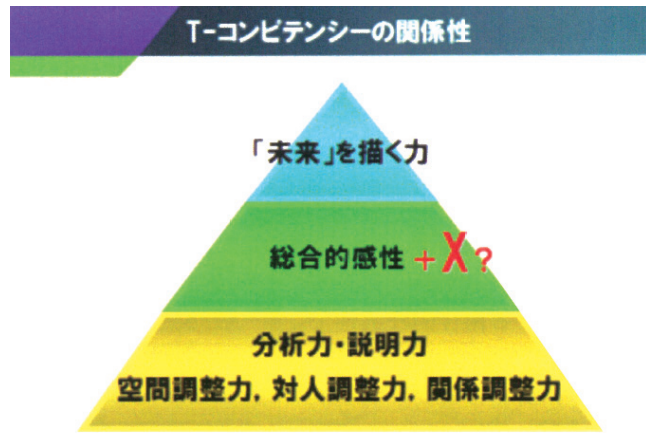 T-コンピテンシーの関係性
「未来」を描く力
総合的感性 + X ?
分析力・説明力
空間調整力, 対人調整力, 関係調整力